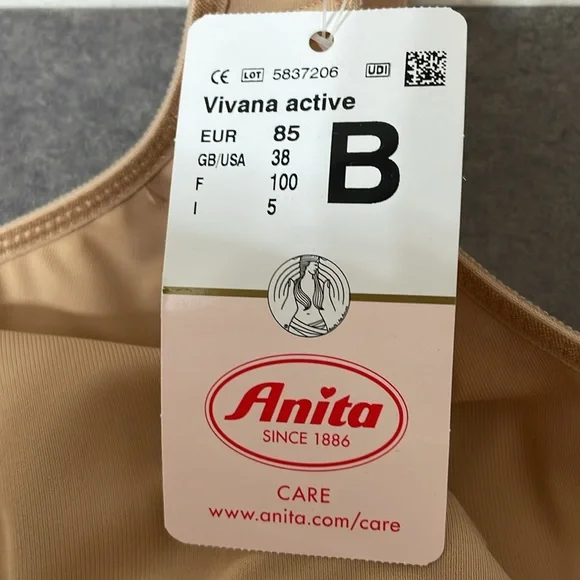 CE LOT 5837206 UDI
Vivana active
EUR 85 B
GB/USA 38
F 100
I 5
Anita
SINCE 1886
CARE
www.anita.com/care